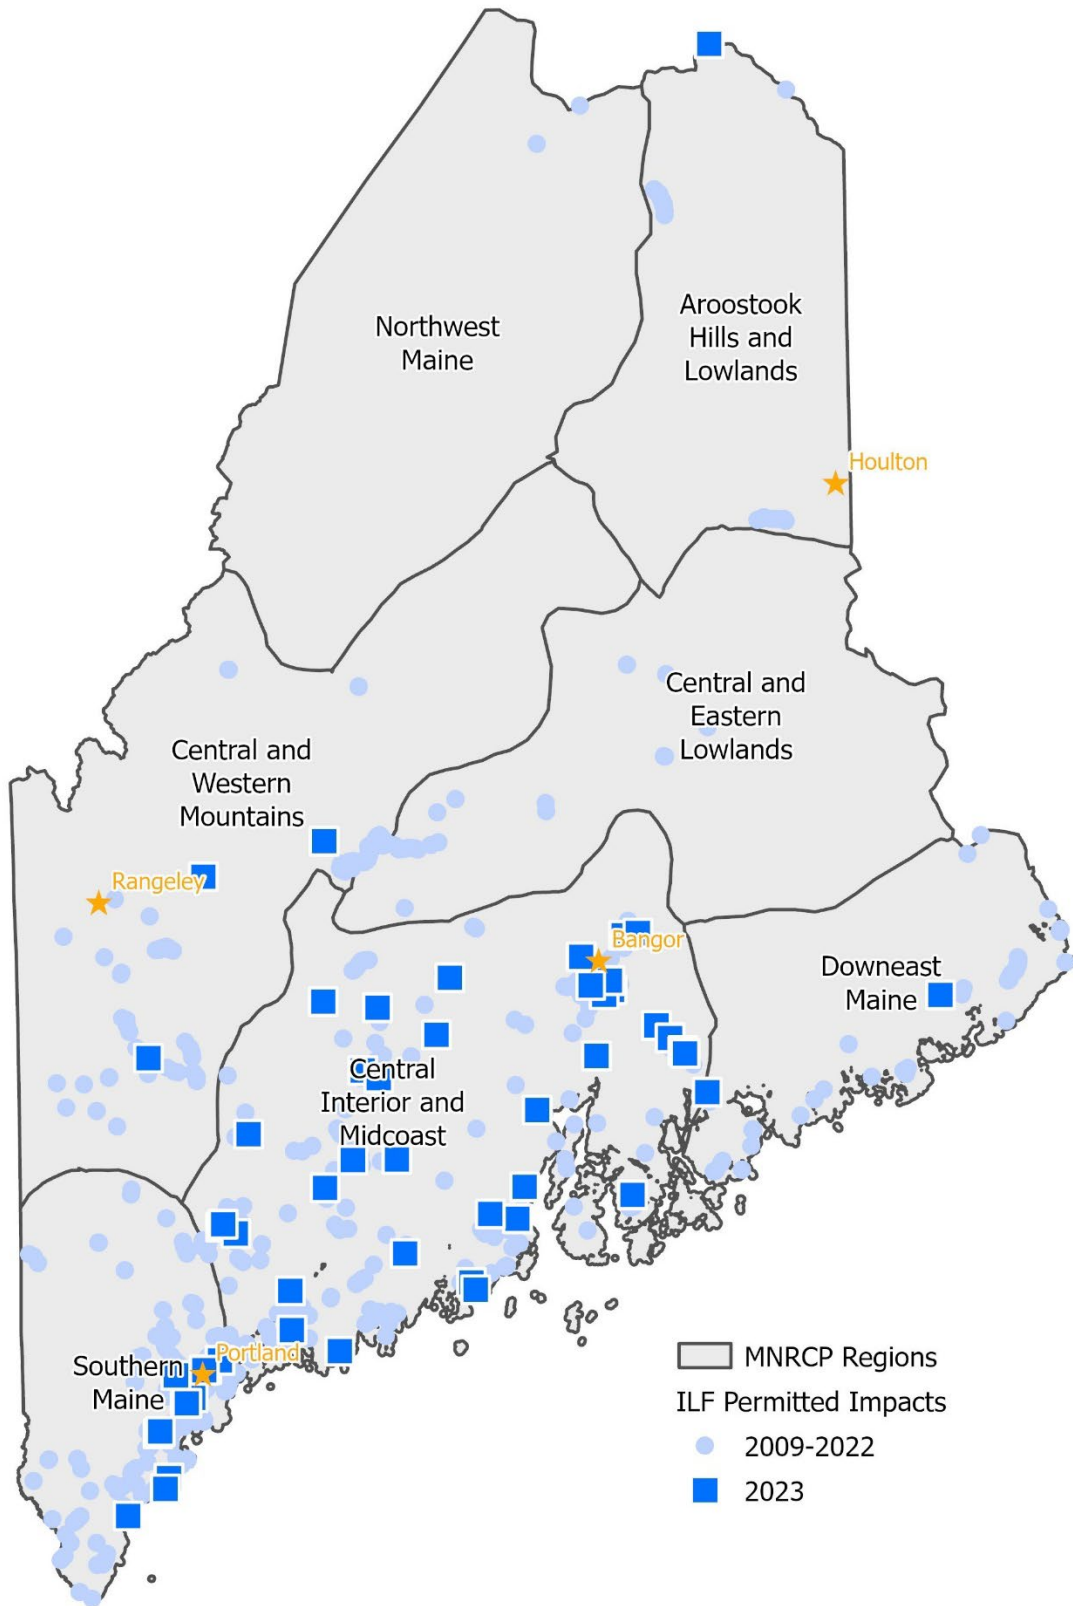 Northwest
Maine
Aroostook
Hills and
Lowlands
Houlton
Central and
Eastern
Lowlands
Central and
Western
Mountains
Rangeley
Bangor
Downeast
Maine
Central
Interior and
Midcoast
Portland
Southern
Maine
MNRCP Regions
ILF Permitted Impacts
2009-2022
2023